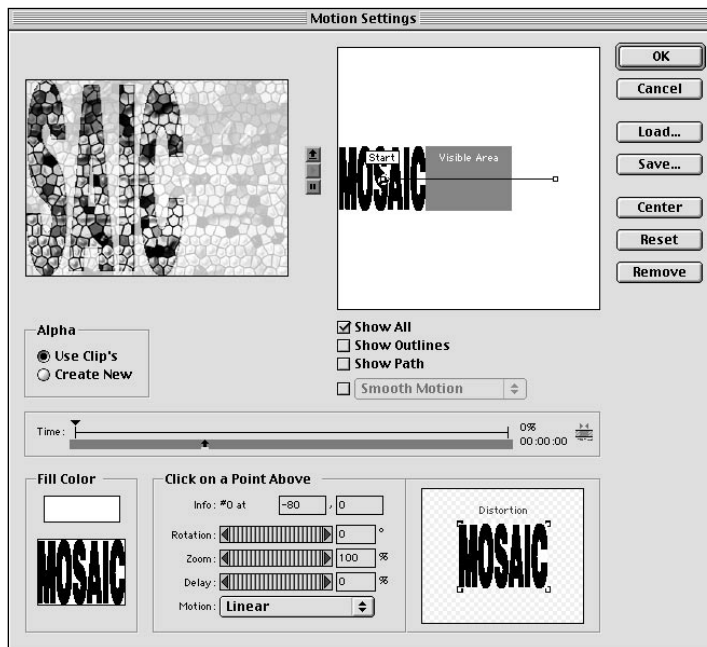 Motion Settings
SAIC
MOSAIC
Start
Visible Area
OK
Cancel
Load...
Save...
Center
Reset
Remove
Alpha
Use Clip's
Create New
Show All
Show Outlines
Show Path
Smooth Motion
Time:
0%
00:00:00
Fill Color
MOSAIC
Click on a Point Above
Info: #0 at -80 , 0
Rotation: 0 °
Zoom: 100 %
Delay: 0 %
Motion: Linear
Distortion
MOSAIC